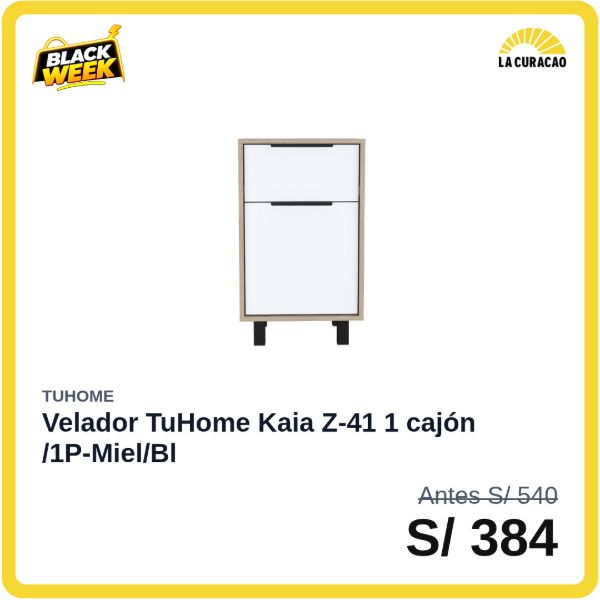 BLACK
WEEK
LA CURACAO
TUHOME
Velador TuHome Kaia Z-41 1 cajón
/1P-Miel/Bl
Antes S/ 540
S/ 384